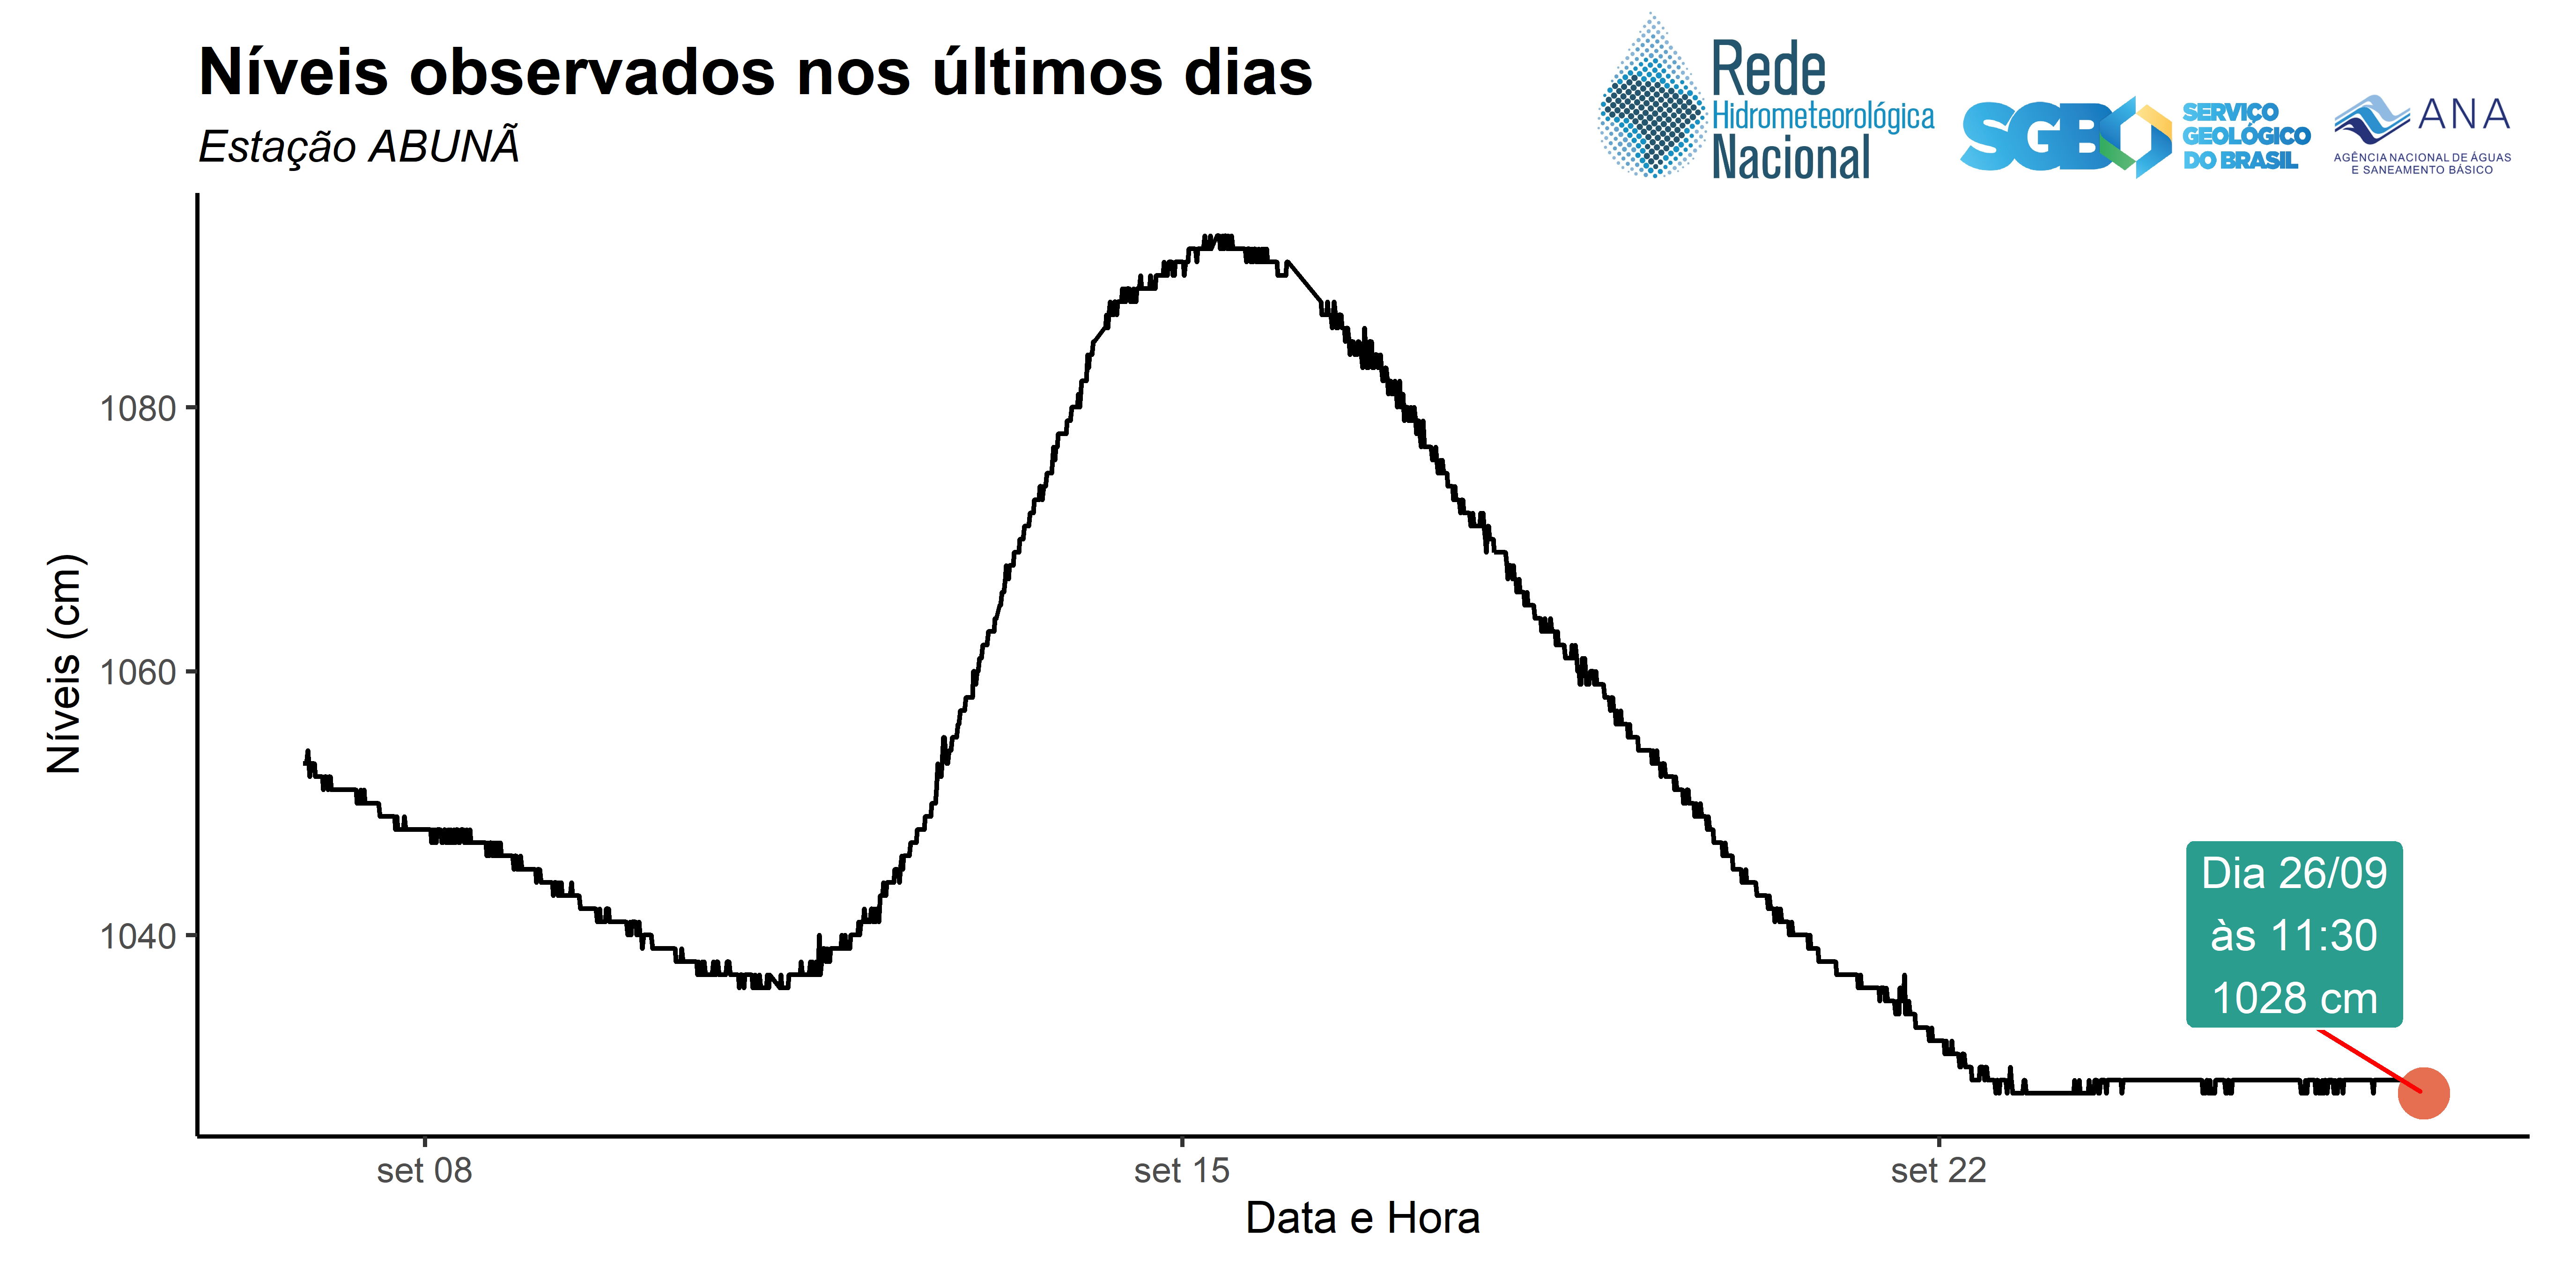 Níveis observados nos últimos dias
Estação ABUNÃ
Rede
Hidrometeorológica
Nacional
SGB
SERVIÇO
GEOLÓGICO
DO BRASIL
ANA
AGÊNCIA NACIONAL DE ÁGUAS
E SANEAMENTO BÁSICO
Níveis (cm)
1080
1060
1040
Dia 26/09
às 11:30
1028 cm
set 08
set 15
set 22
Data e Hora